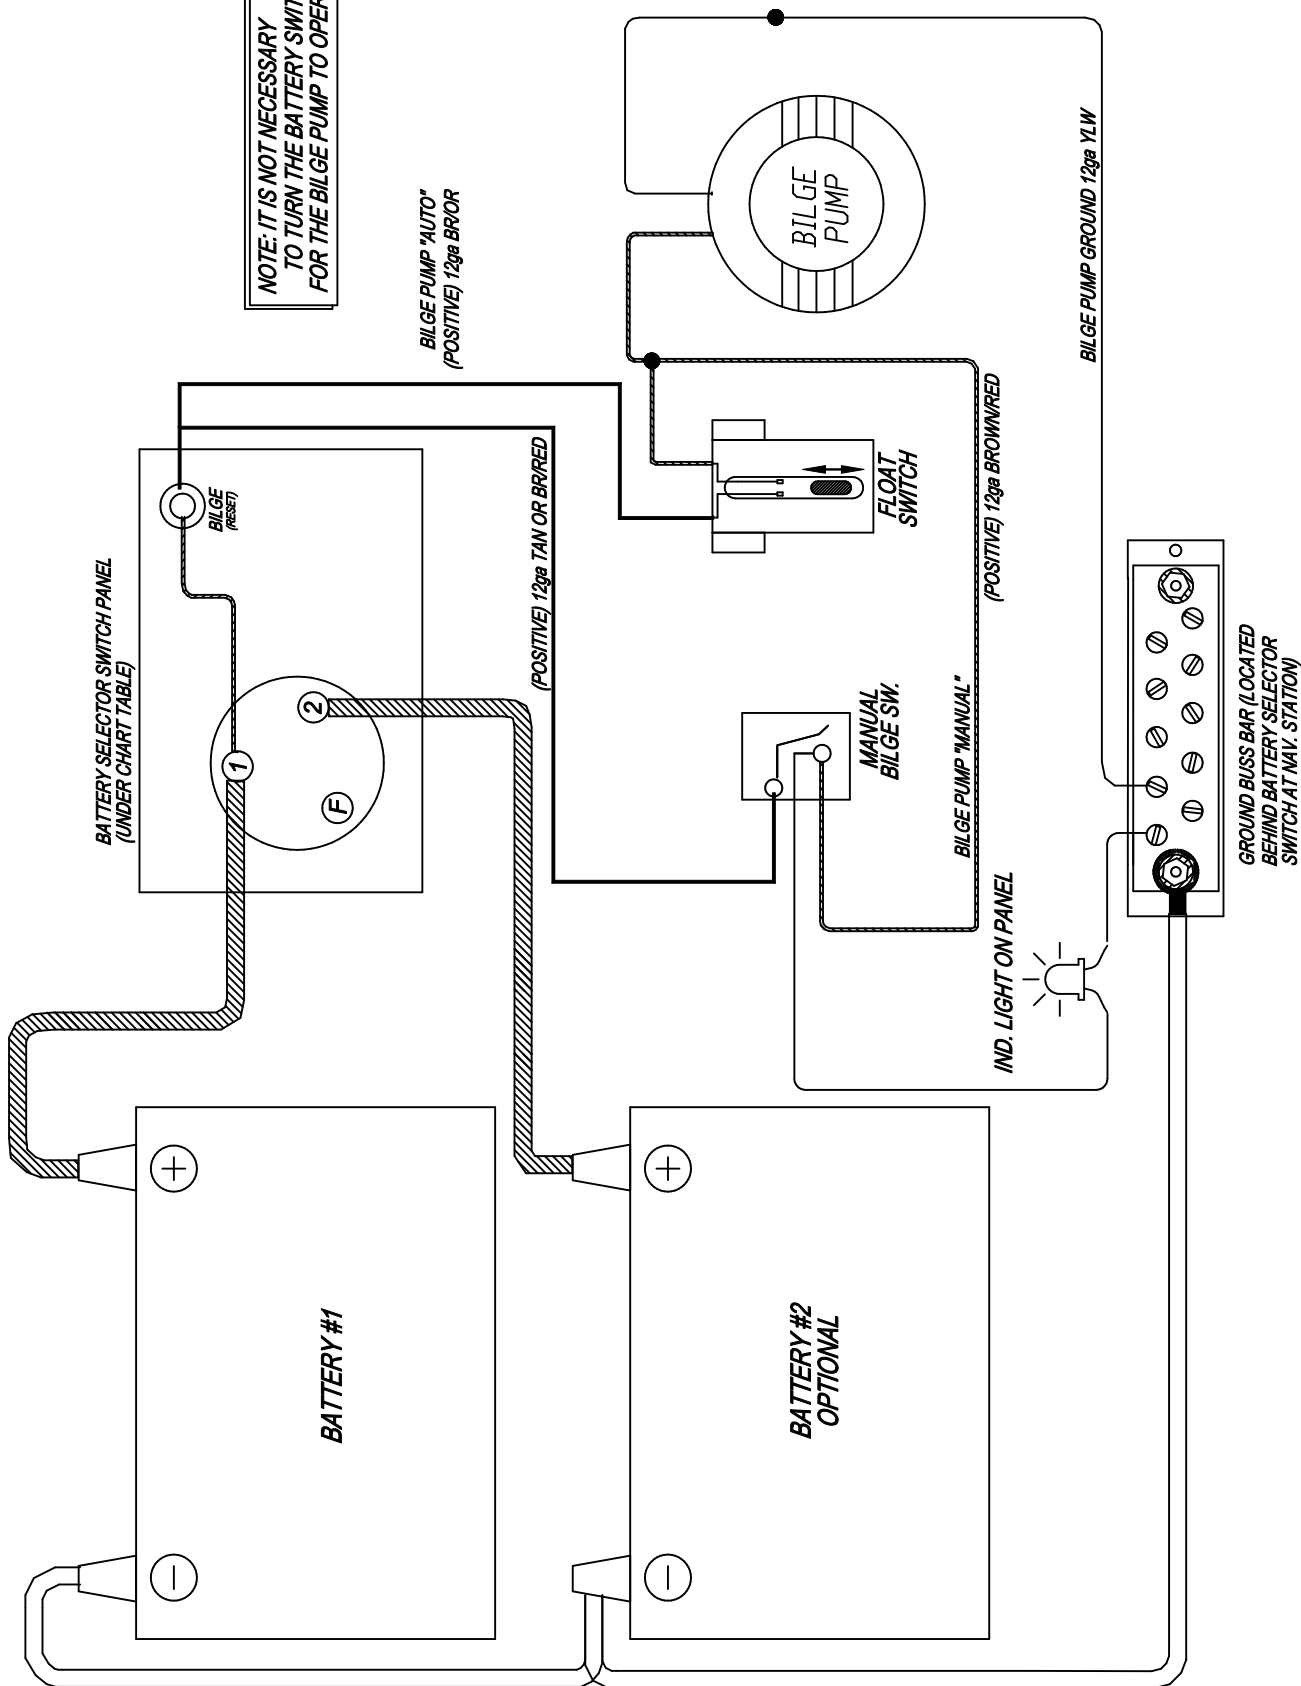 NOTE: IT IS NOT NECESSARY
TO TURN THE BATTERY
FOR THE BILGE PUMP TO
BATTERY SELECTOR SWITCH PANEL
(UNDER CHART TABLE)
BILGE
(RESET)
1
2
F
BILGE PUMP "AUTO"
(POSITIVE) 12ga BR/OR
(POSITIVE) 12ga TAN OR BR/RED
BILGE
PUMP
FLOAT
SWITCH
MANUAL
BILGE SW.
BILGE PUMP "MANUAL"
(POSITIVE) 12ga BROWN/RED
BILGE PUMP GROUND 12ga YLW
IND. LIGHT ON PANEL
GROUND BUSS BAR (LOCATED
BEHIND BATTERY SELECTOR
SWITCH AT NAV. STATION)
+
–
BATTERY #1
+
–
BATTERY #2
OPTIONAL